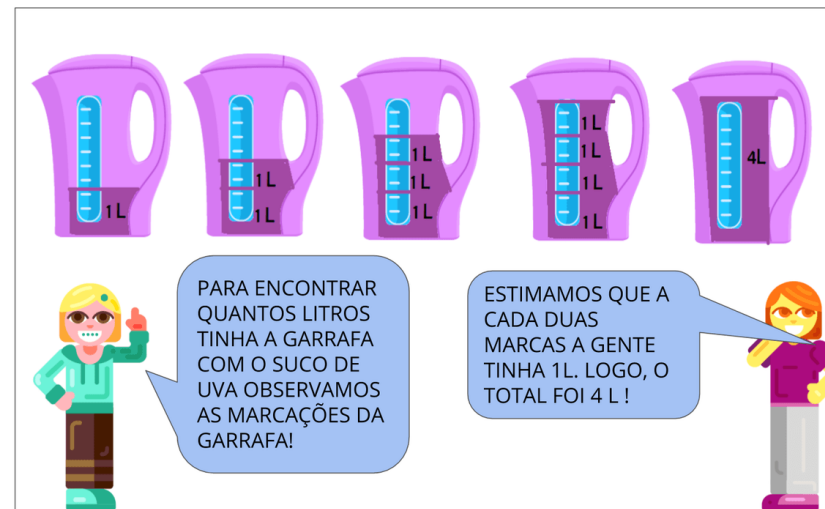 1 L
1 L
1 L
1 L
1 L
1 L
1 L
1 L
1 L
1 L
4L
PARA ENCONTRAR
QUANTOS LITROS
TINHA A GARRAFA
COM O SUCO DE
UVA OBSERVAMOS
AS MARCAÇÕES DA
GARRAFA!
ESTIMAMOS QUE A
CADA DUAS
MARCAS A GENTE
TINHA 1L. LOGO, O
TOTAL FOI 4 L !